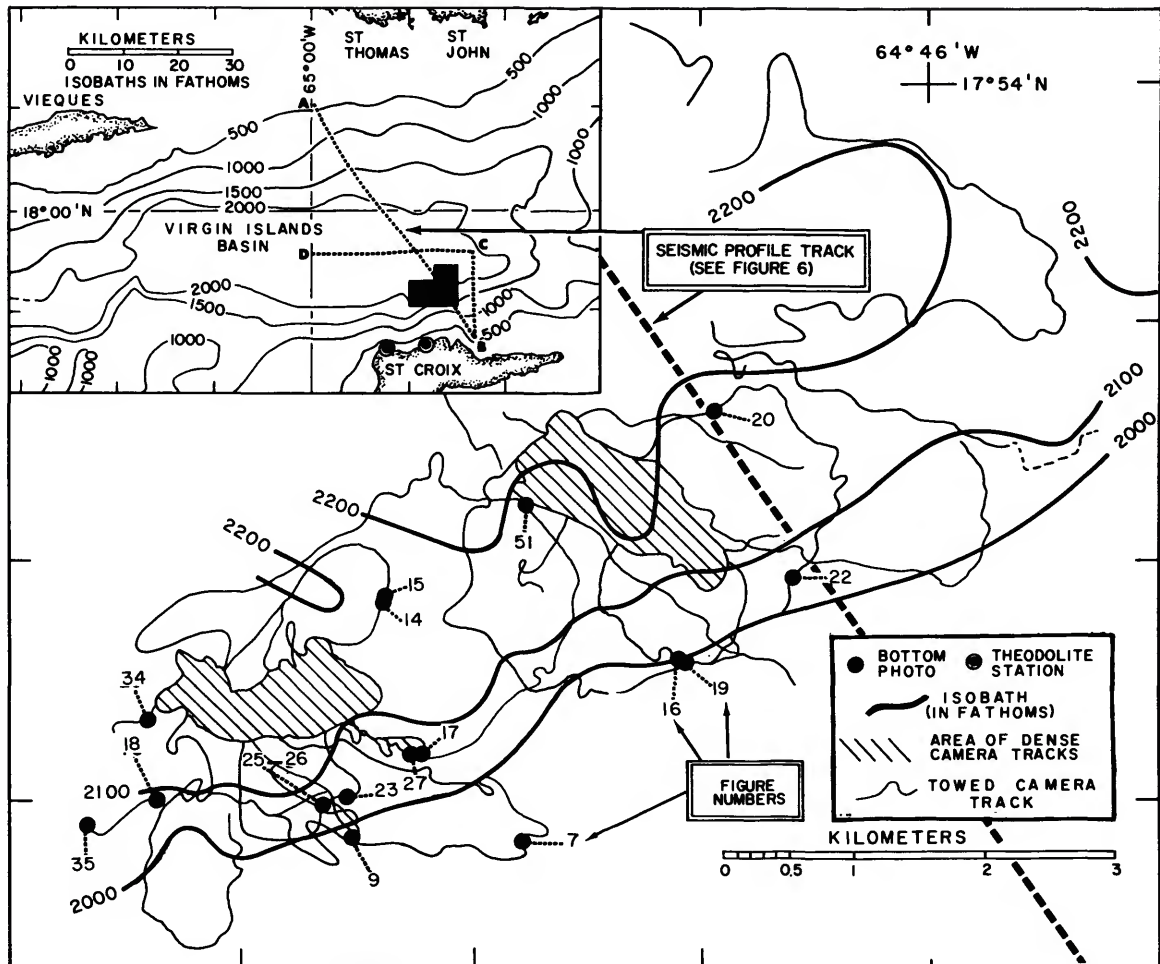 KILOMETERS
0 10 20 30
ISOBATHS IN FATHOMS
65°00'W
ST THOMAS
ST JOHN
VIEQUES
A
500
500
1000
1000
1000
1000
1500
2000
18°00'N
VIRGIN ISLANDS BASIN
D
C
2000
1500
1000
500
B
1000
1000
ST CROIX
64°46'W
17°54'N
SEISMIC PROFILE TRACK
(SEE FIGURE 6)
2200
2200
2100
2000
20
2200
51
2200
15
14
22
16
19
34
18
25
26
17
27
23
2100
35
2000
9
7
FIGURE NUMBERS
BOTTOM PHOTO
THEODOLITE STATION
ISOBATH
(IN FATHOMS)
AREA OF DENSE CAMERA TRACKS
TOWED CAMERA TRACK
KILOMETERS
0 0.5 1 2 3